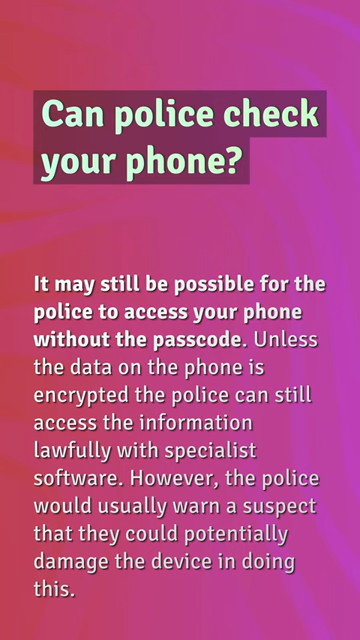 Can police check
your phone?
It may still be possible for the
police to access your phone
without the passcode. Unless
the data on the phone is
encrypted the police can still
access the information
lawfully with specialist
software. However, the police
would usually warn a suspect
that they could potentially
damage the device in doing
this.